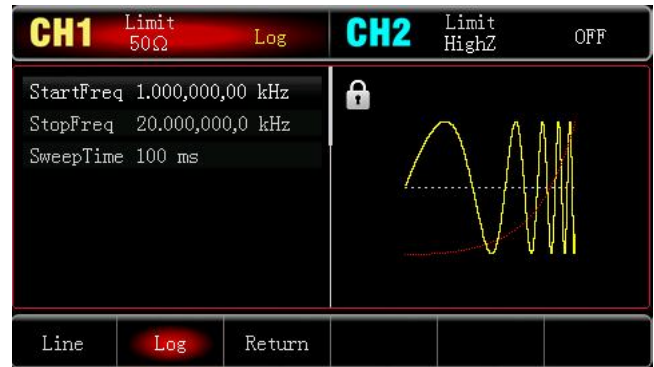 CH1 Limit 50Ω Log
CH2 Limit HighZ OFF
StartFreq 1.000,000,00 kHz
StopFreq 20.000,000,0 kHz
SweepTime 100 ms
Line Log Return